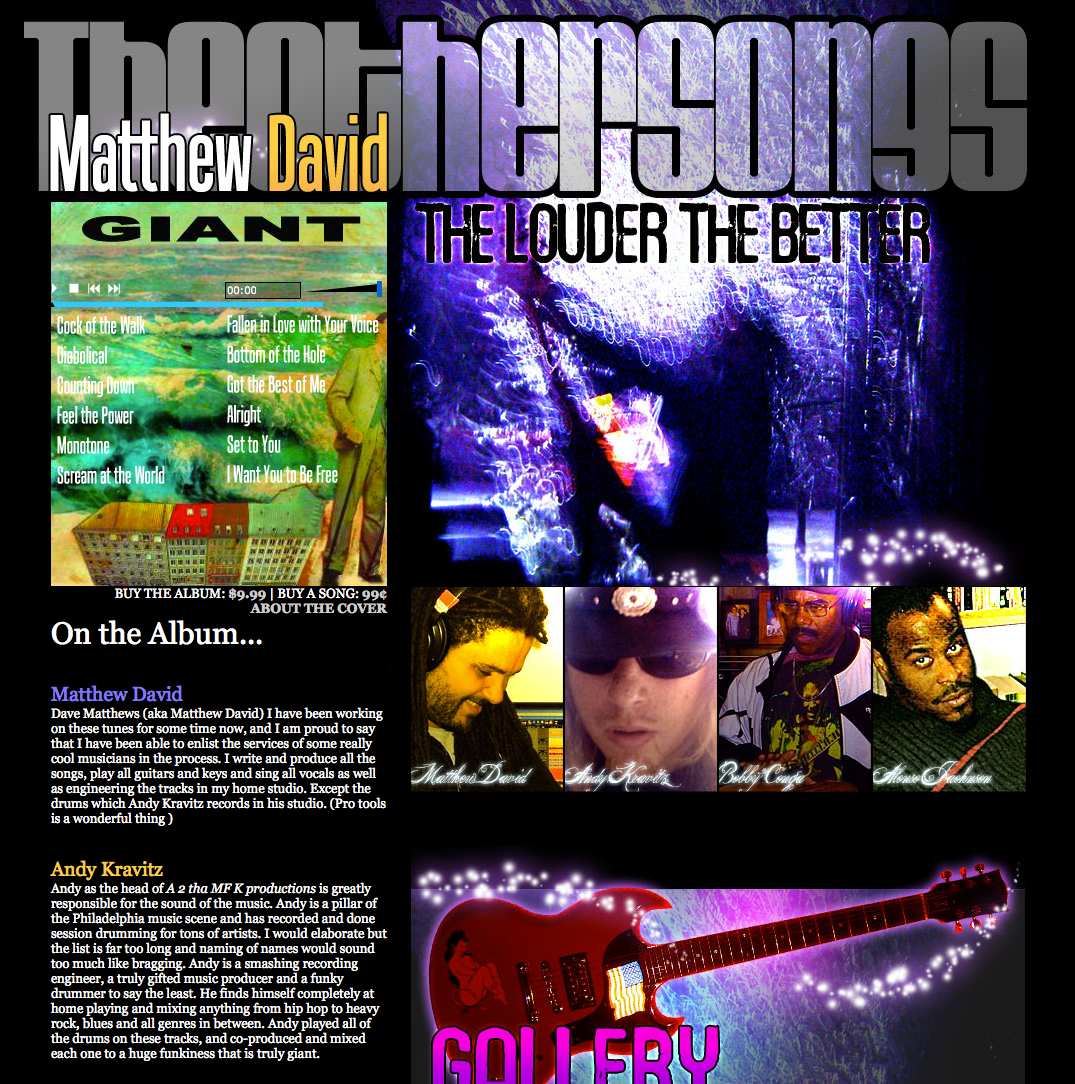 Theothersongs
Matthew David
GIANT
THE LOUDER THE BETTER
00:00
Cock of the Walk
Diebolical
Counting Down
Feel the Power
Monotone
Scream at the World
Fallen in Love with Your Voice
Bottom of the Hole
Got the Best of Me
Alright
Set to You
I Want You to Be Free
BUY THE ALBUM: $9.99 | BUY A SONG: 99¢
ABOUT THE COVER
Matthew David
Andy Kravitz
Bobby Conga
Alonso Jackson
On the Album...
Matthew David
Dave Matthews (aka Matthew David) I have been working
on these tunes for some time now, and I am proud to say
that I have been able to enlist the services of some really
cool musicians in the process. I write and produce all the
songs, play all guitars and keys and sing all vocals as well
as engineering the tracks in my home studio. Except the
drums which Andy Kravitz records in his studio. (Pro tools
is a wonderful thing )
Andy Kravitz
Andy as the head of A 2 tha MF K productions is greatly
responsible for the sound of the music. Andy is a pillar of
the Philadelphia music scene and has recorded and done
session drumming for tons of artists. I would elaborate but
the list is far too long and naming of names would sound
too much like bragging. Andy is a smashing recording
engineer, a truly gifted music producer and a funky
drummer to say the least. He finds himself completely at
home playing and mixing anything from hip hop to heavy
rock, blues and all genres in between. Andy played all of
the drums on these tracks, and co-produced and mixed
each one to a huge funkiness that is truly giant.
GALLERY